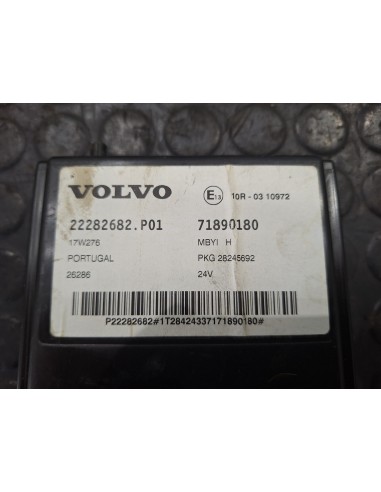 VOLVO E13 10R - 03 10972
22282682.P01 71890180
17W276 MBYI H
PORTUGAL PKG 28245692
26286 24V
P22282682#1T28424337171890180#